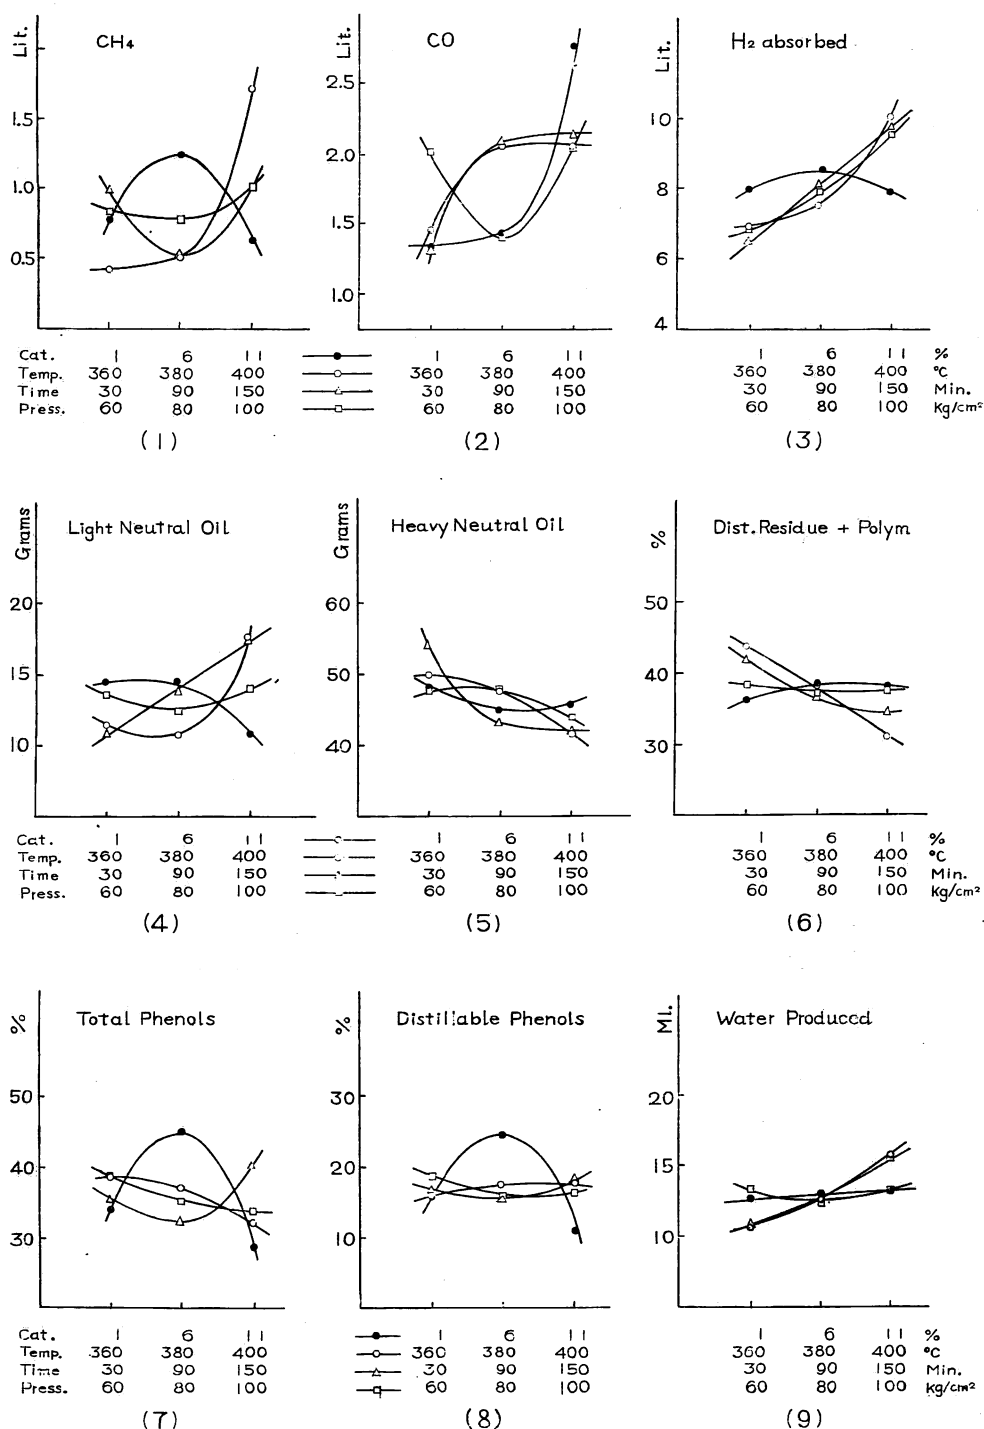 Lit. CH4 Lit. CO Lit. H2 absorbed
1.5 2.5 10
1.0 2.0 8
0.5 1.5 6
1.0 4
Cat. 1 6 11 1 6 11 1 6 11 %
Temp. 360 380 400 360 380 400 360 380 400 °C
Time 30 90 150 30 90 150 30 90 150 Min.
Press. 60 80 100 60 80 100 60 80 100 Kg/cm²
(1) (2) (3)
Grams Light Neutral Oil Grams Heavy Neutral Oil % Dist. Residue + Polym
20 60 50
15 50 40
10 40 30
Cat. 1 6 11 1 6 11 1 6 11 %
Temp. 360 380 400 360 380 400 360 380 400 °C
Time 30 90 150 30 90 150 30 90 150 Min.
Press. 60 80 100 60 80 100 60 80 100 Kg/cm²
(4) (5) (6)
% Total Phenols % Distillable Phenols Ml. Water Produced
50 30 20
40 20 15
30 10 10
Cat. 1 6 11 1 6 11 1 6 11 %
Temp. 360 380 400 360 380 400 360 380 400 °C
Time 30 90 150 30 90 150 30 90 150 Min.
Press. 60 80 100 60 80 100 60 80 100 Kg/cm²
(7) (8) (9)